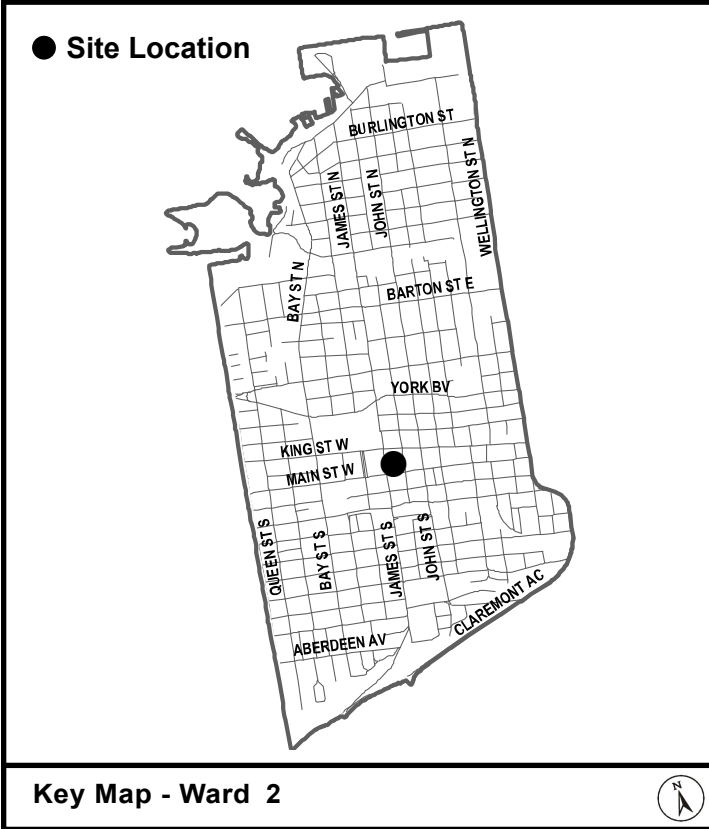 Site Location
BURLINGTON ST
JAMES ST N
JOHN ST N
WELLINGTON ST N
BAY ST N
BARTON ST E
YORK BV
KING ST W
MAIN ST W
QUEEN ST S
BAY ST S
JAMES ST S
JOHN ST S
CLAREMONT AC
ABERDEEN AV
Key Map - Ward 2
N